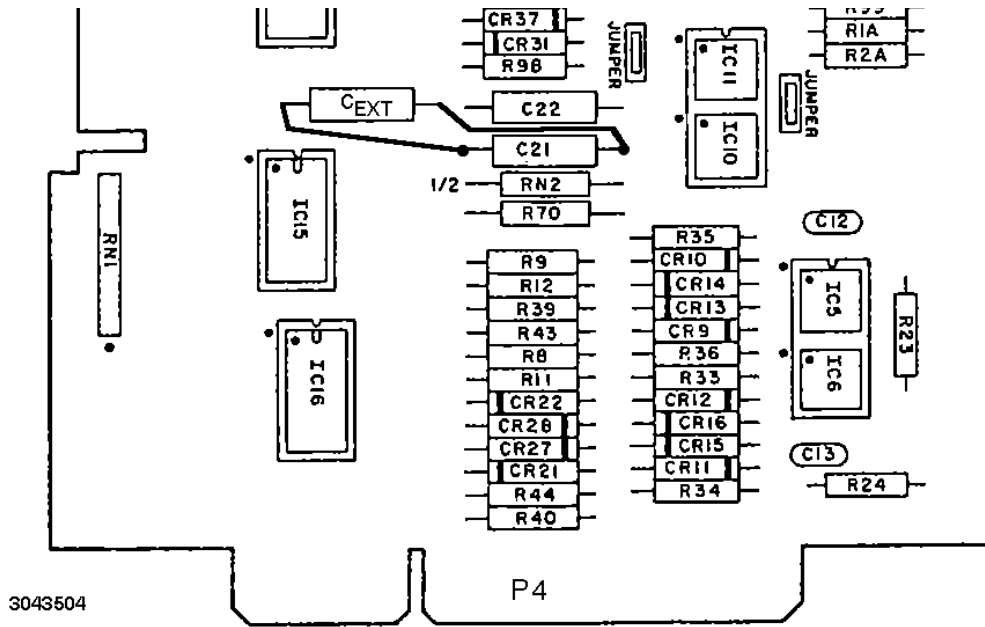 CR37
CR31
R98
JUMPER
IC11
R1A
R2A
JUMPER
CEXT
C22
C21
IC10
1/2
RN2
R70
RN1
IC15
C12
R35
R9
CR10
R12
CR14
IC5
R39
CR13
R23
R43
CR9
R8
R36
IC6
R11
R33
IC16
CR22
CR12
CR28
CR16
CR27
CR15
C13
CR21
CR11
R44
R34
R24
R40
P4
3043504